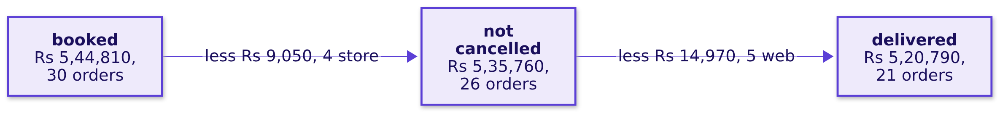 booked
Rs 5,44,810,
30 orders
less Rs 9,050, 4 store
not
cancelled
Rs 5,35,760,
26 orders
less Rs 14,970, 5 web
delivered
Rs 5,20,790,
21 orders